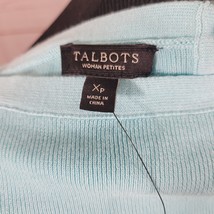 TALBOTS
WOMAN PETITES
Xp
MADE IN
CHINA